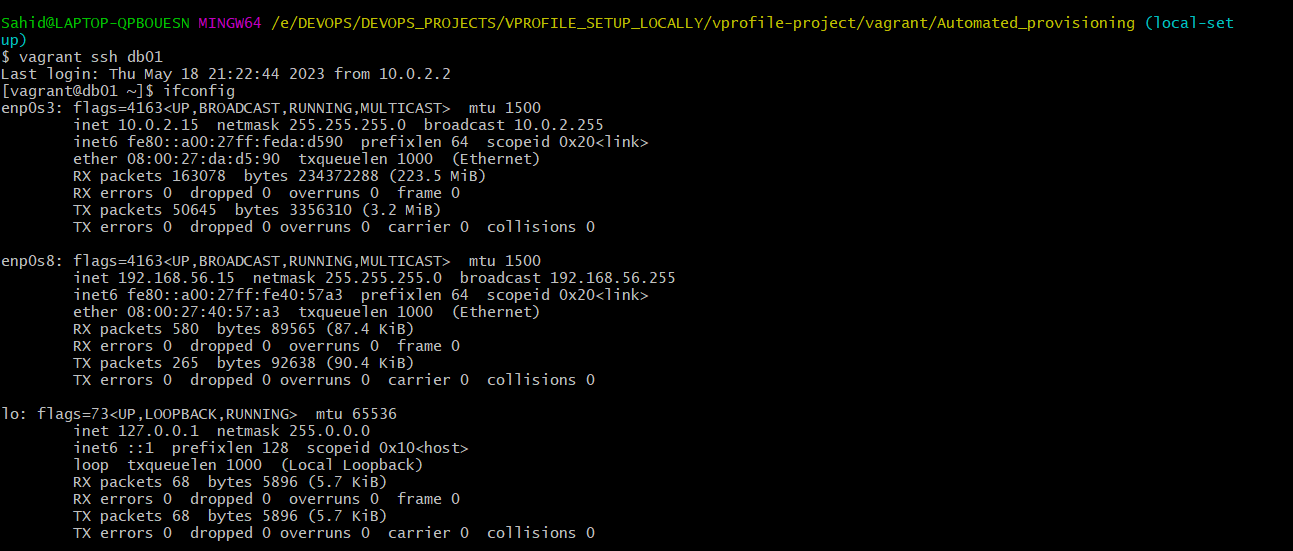 Sahid@LAPTOP-QPBOUESN MINGW64 /e/DEVOPS/DEVOPS_PROJECTS/VPROFILE_SETUP_LOCALLY/vprofile-project/vagrant/Automated_provisioning (local-set
up)
$ vagrant ssh db01
Last login: Thu May 18 21:22:44 2023 from 10.0.2.2
[vagrant@db01 ~]$ ifconfig
enp0s3: flags=4163<UP,BROADCAST,RUNNING,MULTICAST>  mtu 1500
        inet 10.0.2.15  netmask 255.255.255.0  broadcast 10.0.2.255
        inet6 fe80::a00:27ff:feda:d590  prefixlen 64  scopeid 0x20<link>
        ether 08:00:27:da:d5:90  txqueuelen 1000  (Ethernet)
        RX packets 163078  bytes 234372288 (223.5 MiB)
        RX errors 0  dropped 0  overruns 0  frame 0
        TX packets 50645  bytes 3356310 (3.2 MiB)
        TX errors 0  dropped 0 overruns 0  carrier 0  collisions 0

enp0s8: flags=4163<UP,BROADCAST,RUNNING,MULTICAST>  mtu 1500
        inet 192.168.56.15  netmask 255.255.255.0  broadcast 192.168.56.255
        inet6 fe80::a00:27ff:fe40:57a3  prefixlen 64  scopeid 0x20<link>
        ether 08:00:27:40:57:a3  txqueuelen 1000  (Ethernet)
        RX packets 580  bytes 89565 (87.4 KiB)
        RX errors 0  dropped 0  overruns 0  frame 0
        TX packets 265  bytes 92638 (90.4 KiB)
        TX errors 0  dropped 0 overruns 0  carrier 0  collisions 0

lo: flags=73<UP,LOOPBACK,RUNNING>  mtu 65536
        inet 127.0.0.1  netmask 255.0.0.0
        inet6 ::1  prefixlen 128  scopeid 0x10<host>
        loop  txqueuelen 1000  (Local Loopback)
        RX packets 68  bytes 5896 (5.7 KiB)
        RX errors 0  dropped 0  overruns 0  frame 0
        TX packets 68  bytes 5896 (5.7 KiB)
        TX errors 0  dropped 0 overruns 0  carrier 0  collisions 0